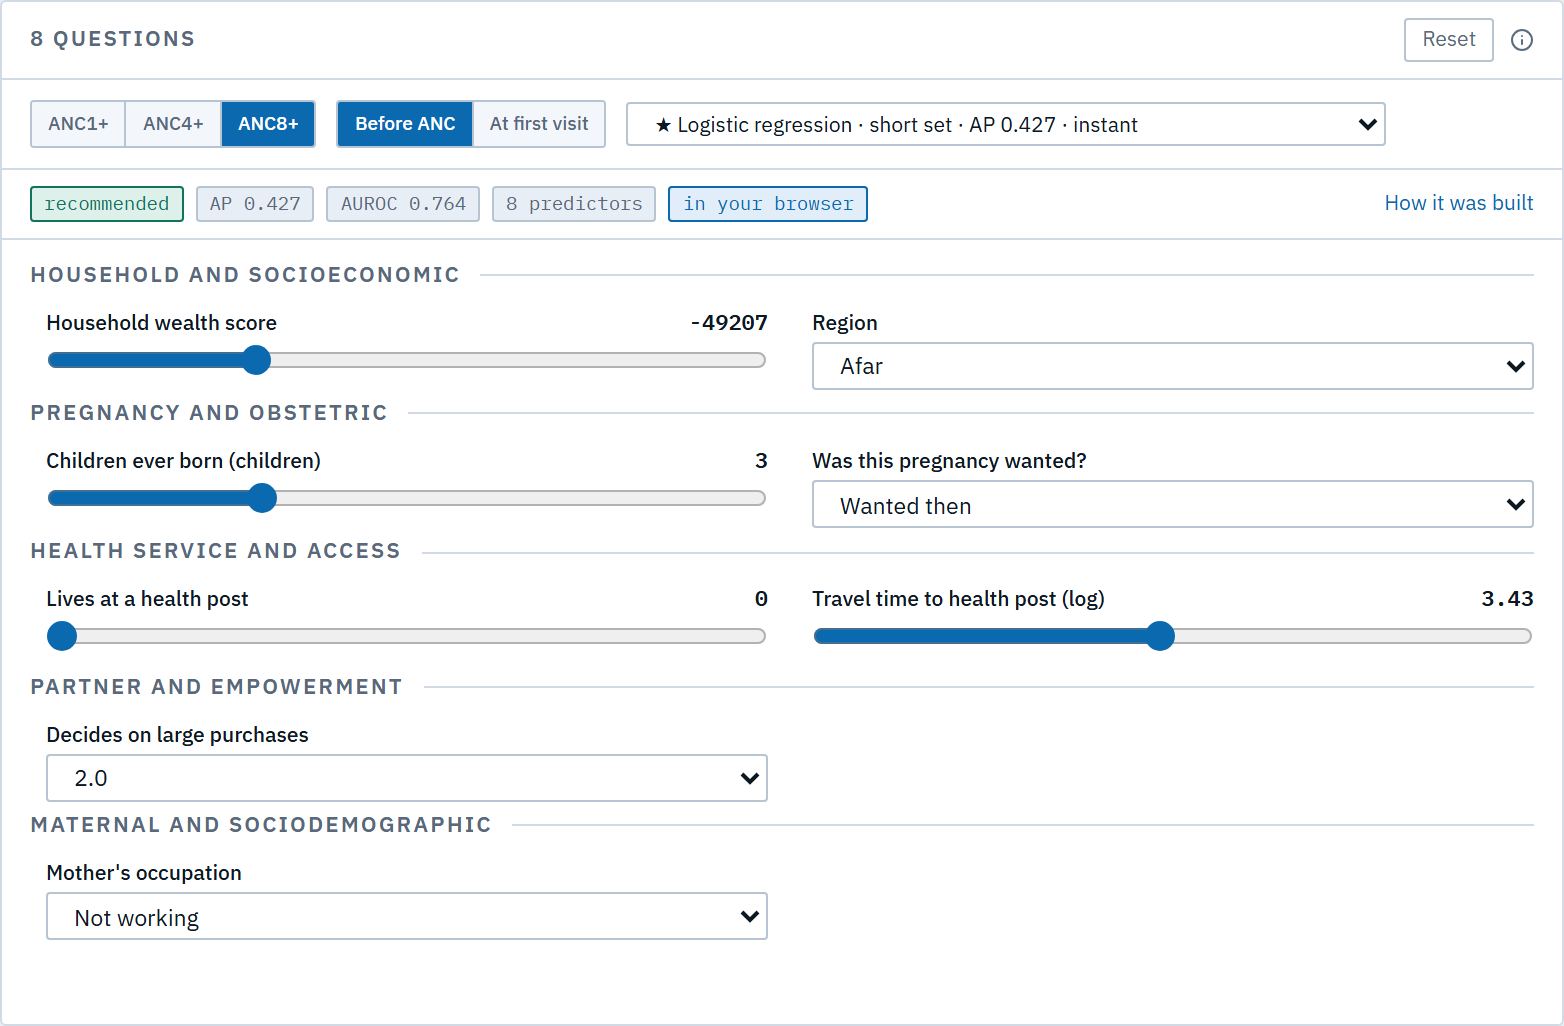 8 QUESTIONS
Reset
ANC1+ ANC4+ ANC8+ Before ANC At first visit ★ Logistic regression · short set · AP 0.427 · instant
recommended AP 0.427 AUROC 0.764 8 predictors in your browser How it was built
HOUSEHOLD AND SOCIOECONOMIC
Household wealth score -49207
Region
Afar
PREGNANCY AND OBSTETRIC
Children ever born (children) 3
Was this pregnancy wanted?
Wanted then
HEALTH SERVICE AND ACCESS
Lives at a health post 0
Travel time to health post (log) 3.43
PARTNER AND EMPOWERMENT
Decides on large purchases
2.0
MATERNAL AND SOCIODEMOGRAPHIC
Mother's occupation
Not working